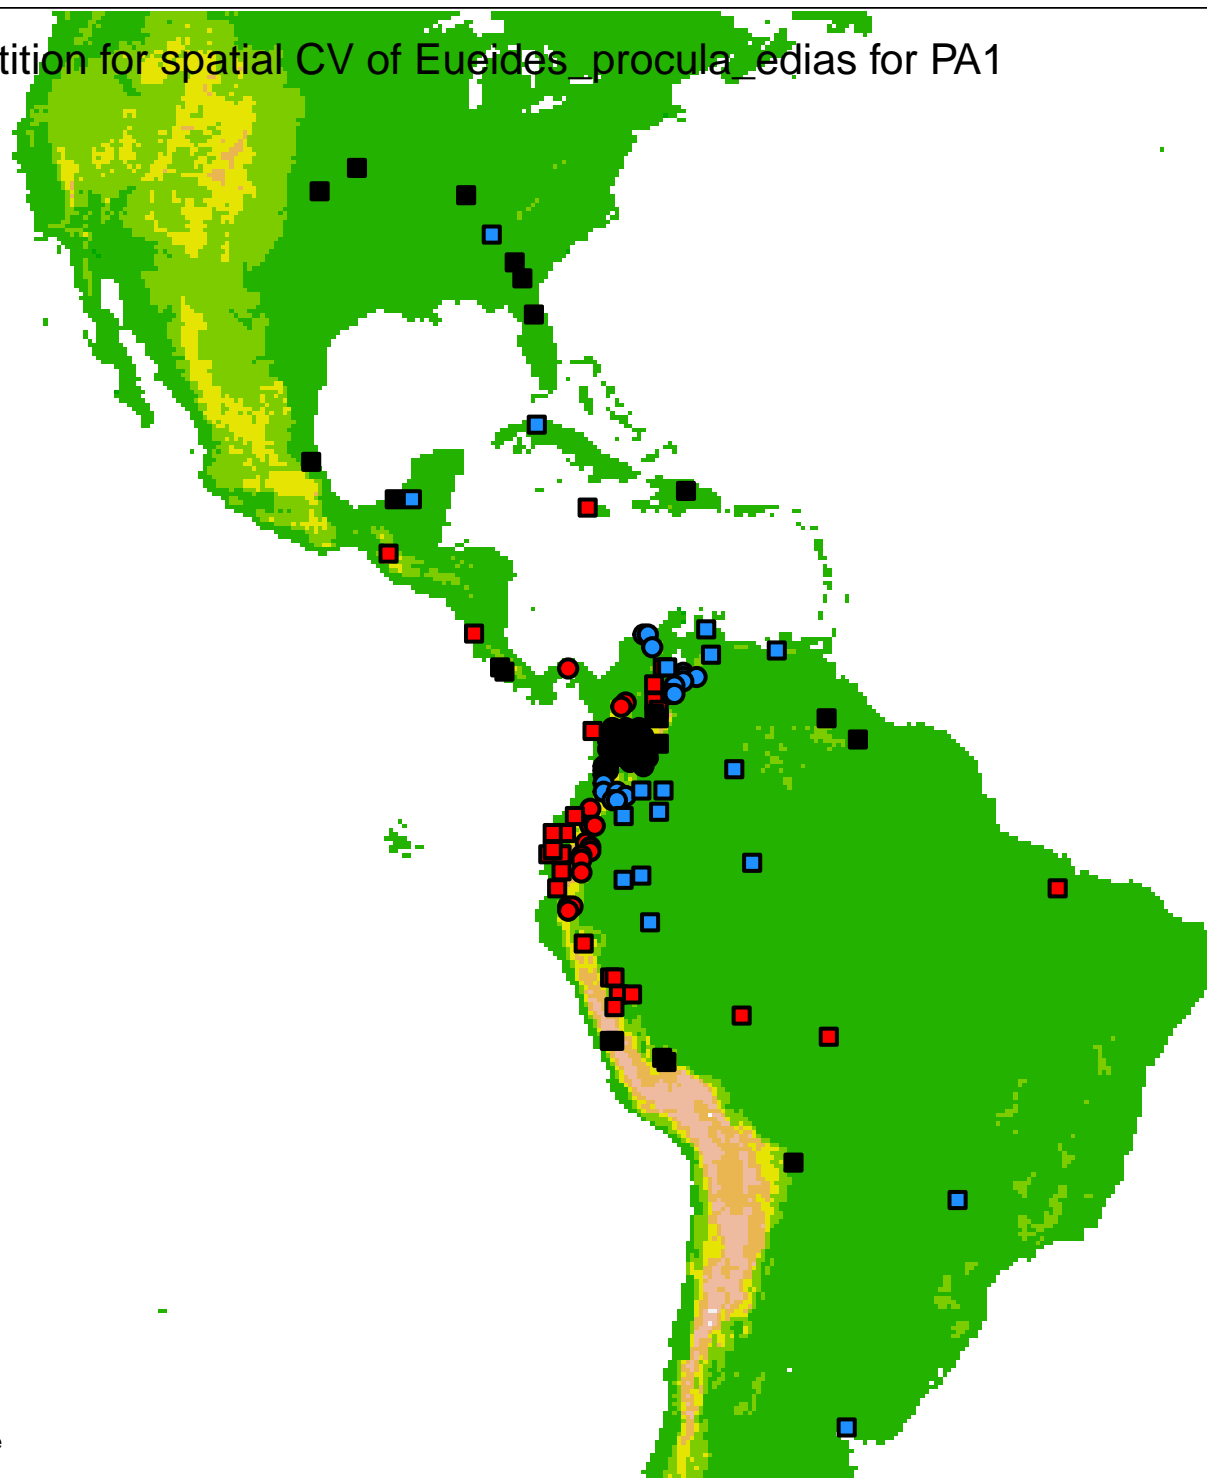 tition for spatial CV of Eueides_procula_edias for PA1